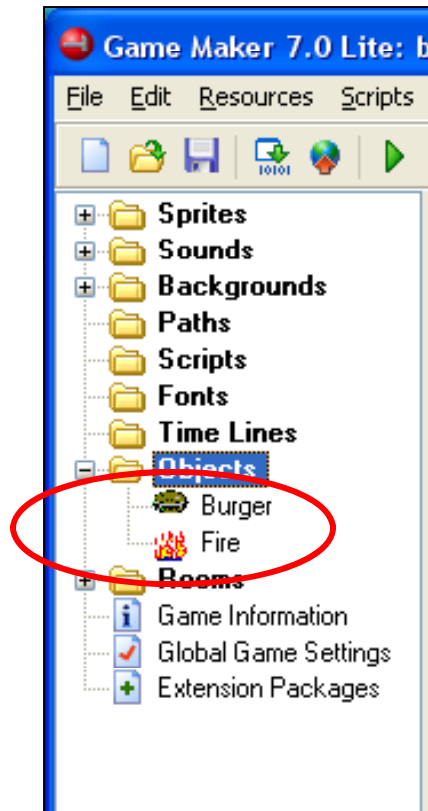 Game Maker 7.0 Lite: b
File Edit Resources Scripts
Sprites
Sounds
Backgrounds
Paths
Scripts
Fonts
Time Lines
Objects
Burger
Fire
Rooms
Game Information
Global Game Settings
Extension Packages